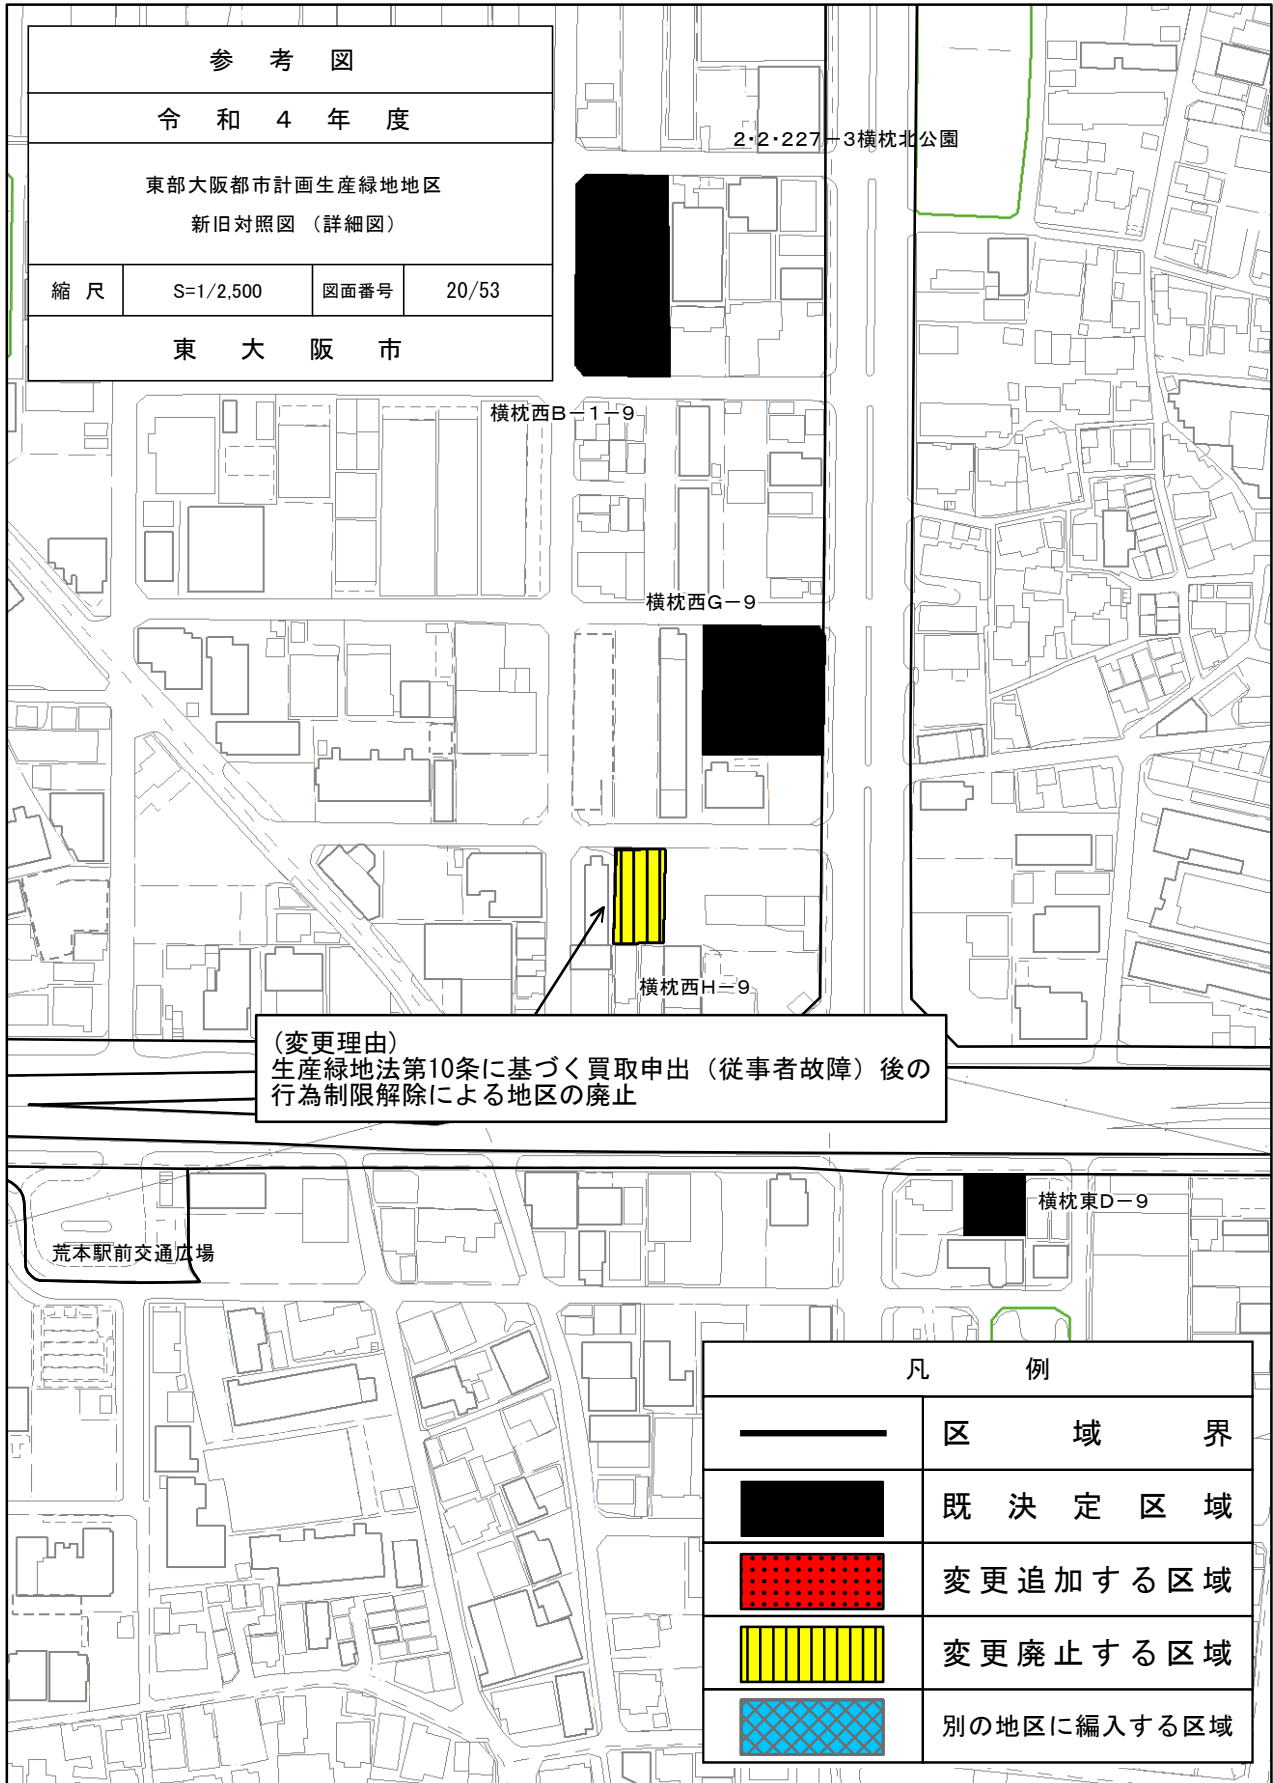 参考図
令和4年度
東部大阪都市計画生産緑地地区
新旧対照図 (詳細図)
縮尺 S=1/2,500 図面番号 20/53
東大阪市
2・2・227-3横枕北公園
横枕西B-1-9
横枕西G-9
横枕西H-9
(変更理由)
生産緑地法第10条に基づく買取申出（従事者故障）後の
行為制限解除による地区の廃止
横枕東D-9
荒本駅前交通広場
凡例
区域界
既決定区域
変更追加する区域
変更廃止する区域
別の地区に編入する区域